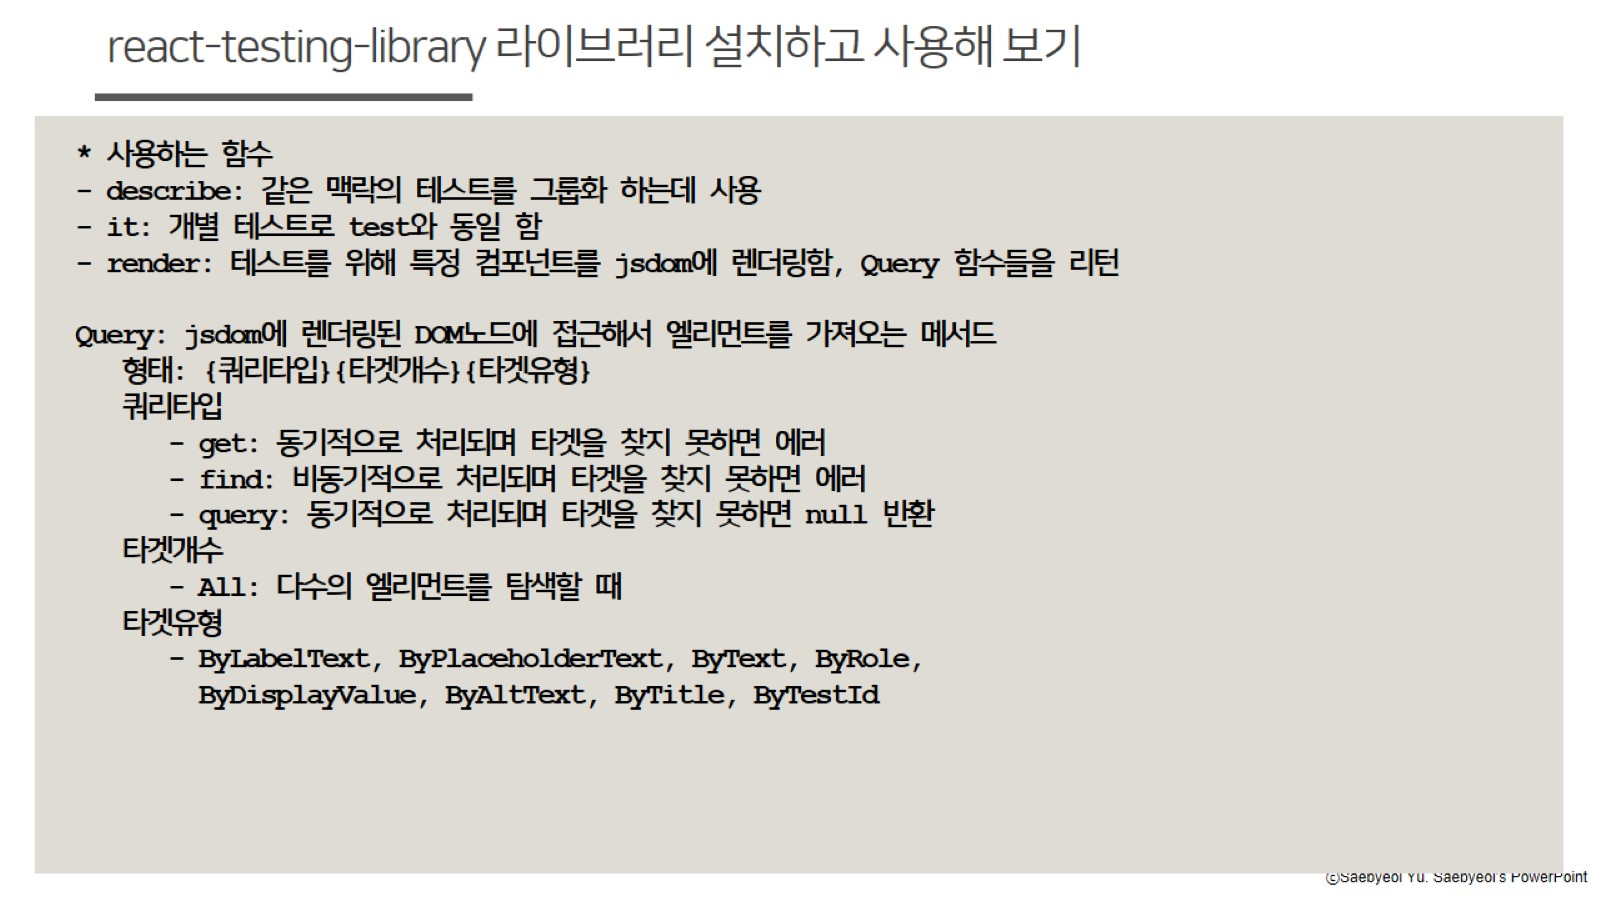 react-testing-library 라이브러리 설치하고 사용해 보기
* 사용하는 함수
- describe: 같은 맥락의 테스트를 그룹화 하는데 사용
- it: 개별 테스트로 test와 동일 함
- render: 테스트를 위해 특정 컴포넌트를 jsdom에 렌더링함, Query 함수들을 리턴
Query: jsdom에 렌더링된 DOM노드에 접근해서 엘리먼트를 가져오는 메서드
형태: {쿼리타입}{타겟개수}{타겟유형}
쿼리타입
- get: 동기적으로 처리되며 타겟을 찾지 못하면 에러
- find: 비동기적으로 처리되며 타겟을 찾지 못하면 에러
- query: 동기적으로 처리되며 타겟을 찾지 못하면 null 반환
타겟개수
- All: 다수의 엘리먼트를 탐색할 때
타겟유형
- ByLabelText, ByPlaceholderText, ByText, ByRole,
ByDisplayValue, ByAltText, ByTitle, ByTestId
ⓒSaebyeol Yu. Saebyeol's PowerPoint